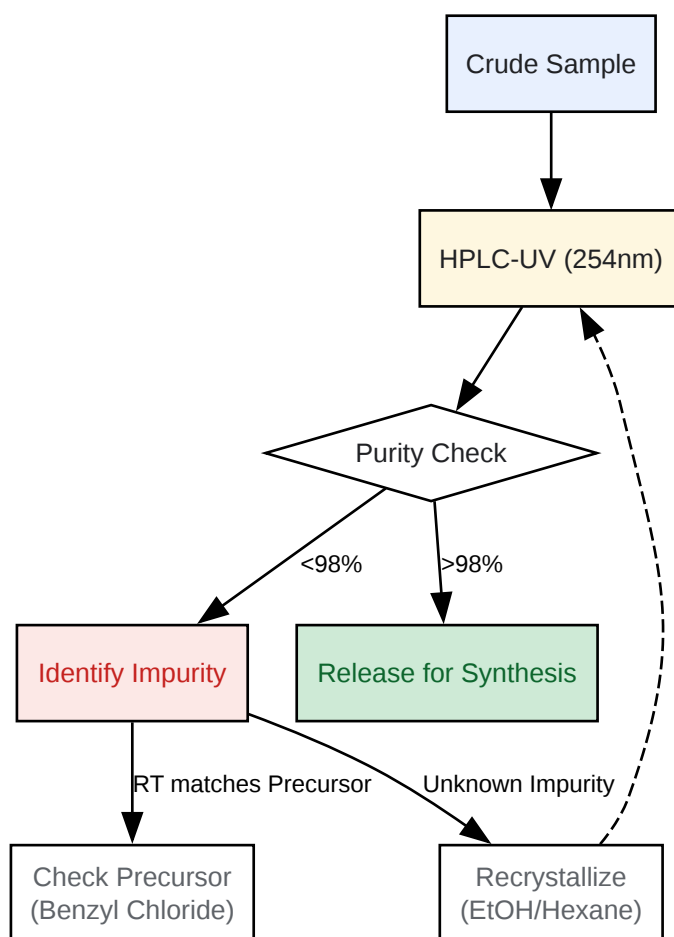 Crude Sample
HPLC-UV (254nm)
Purity Check
<98%
>98%
Identify Impurity
Release for Synthesis
RT matches Precursor
Unknown Impurity
Check Precursor
(Benzyl Chloride)
Recrystallize
(EtOH/Hexane)